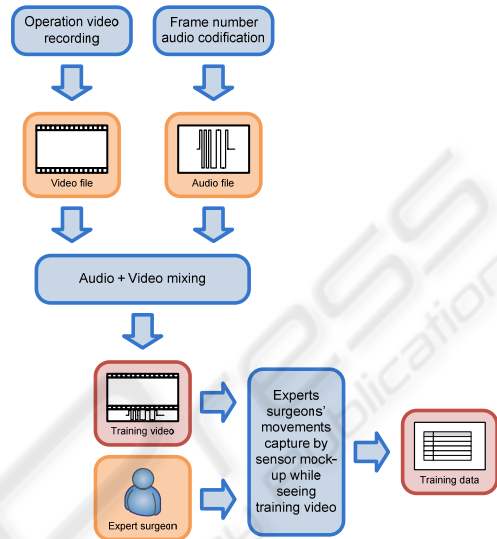 Operation video
recording
Frame number
audio codification
Video file
Audio file
Audio + Video mixing
Training video
Expert surgeon
Experts
surgeons'
movements
capture by
sensor mock-
up while
seeing
training video
Training data